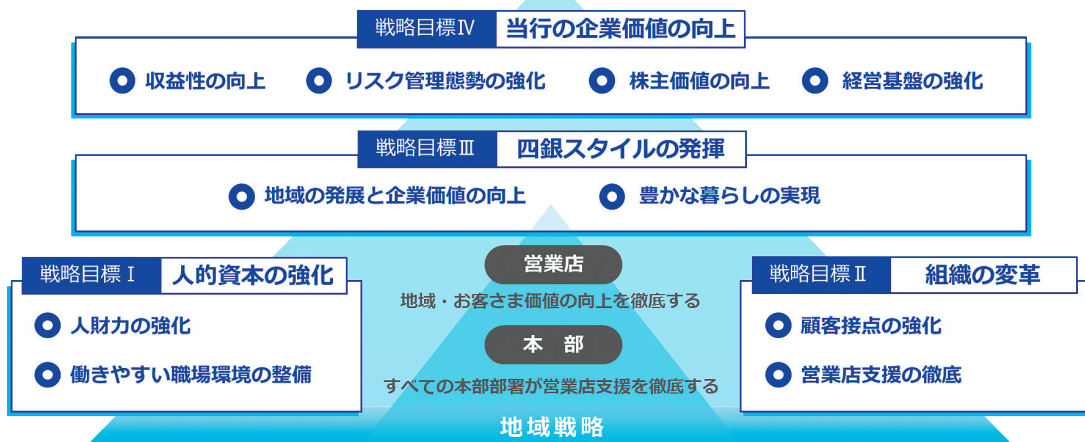 戦略目標Ⅳ 当行の企業価値の向上
収益性の向上 リスク管理態勢の強化 株主価値の向上 経営基盤の強化
戦略目標Ⅲ 四銀スタイルの発揮
地域の発展と企業価値の向上 豊かな暮らしの実現
戦略目標Ⅰ 人的資本の強化
人財力の強化
働きやすい職場環境の整備
営業店
地域・お客さま価値の向上を徹底する
本 部
すべての本部部署が営業店支援を徹底する
戦略目標Ⅱ 組織の変革
顧客接点の強化
営業店支援の徹底
地域戦略